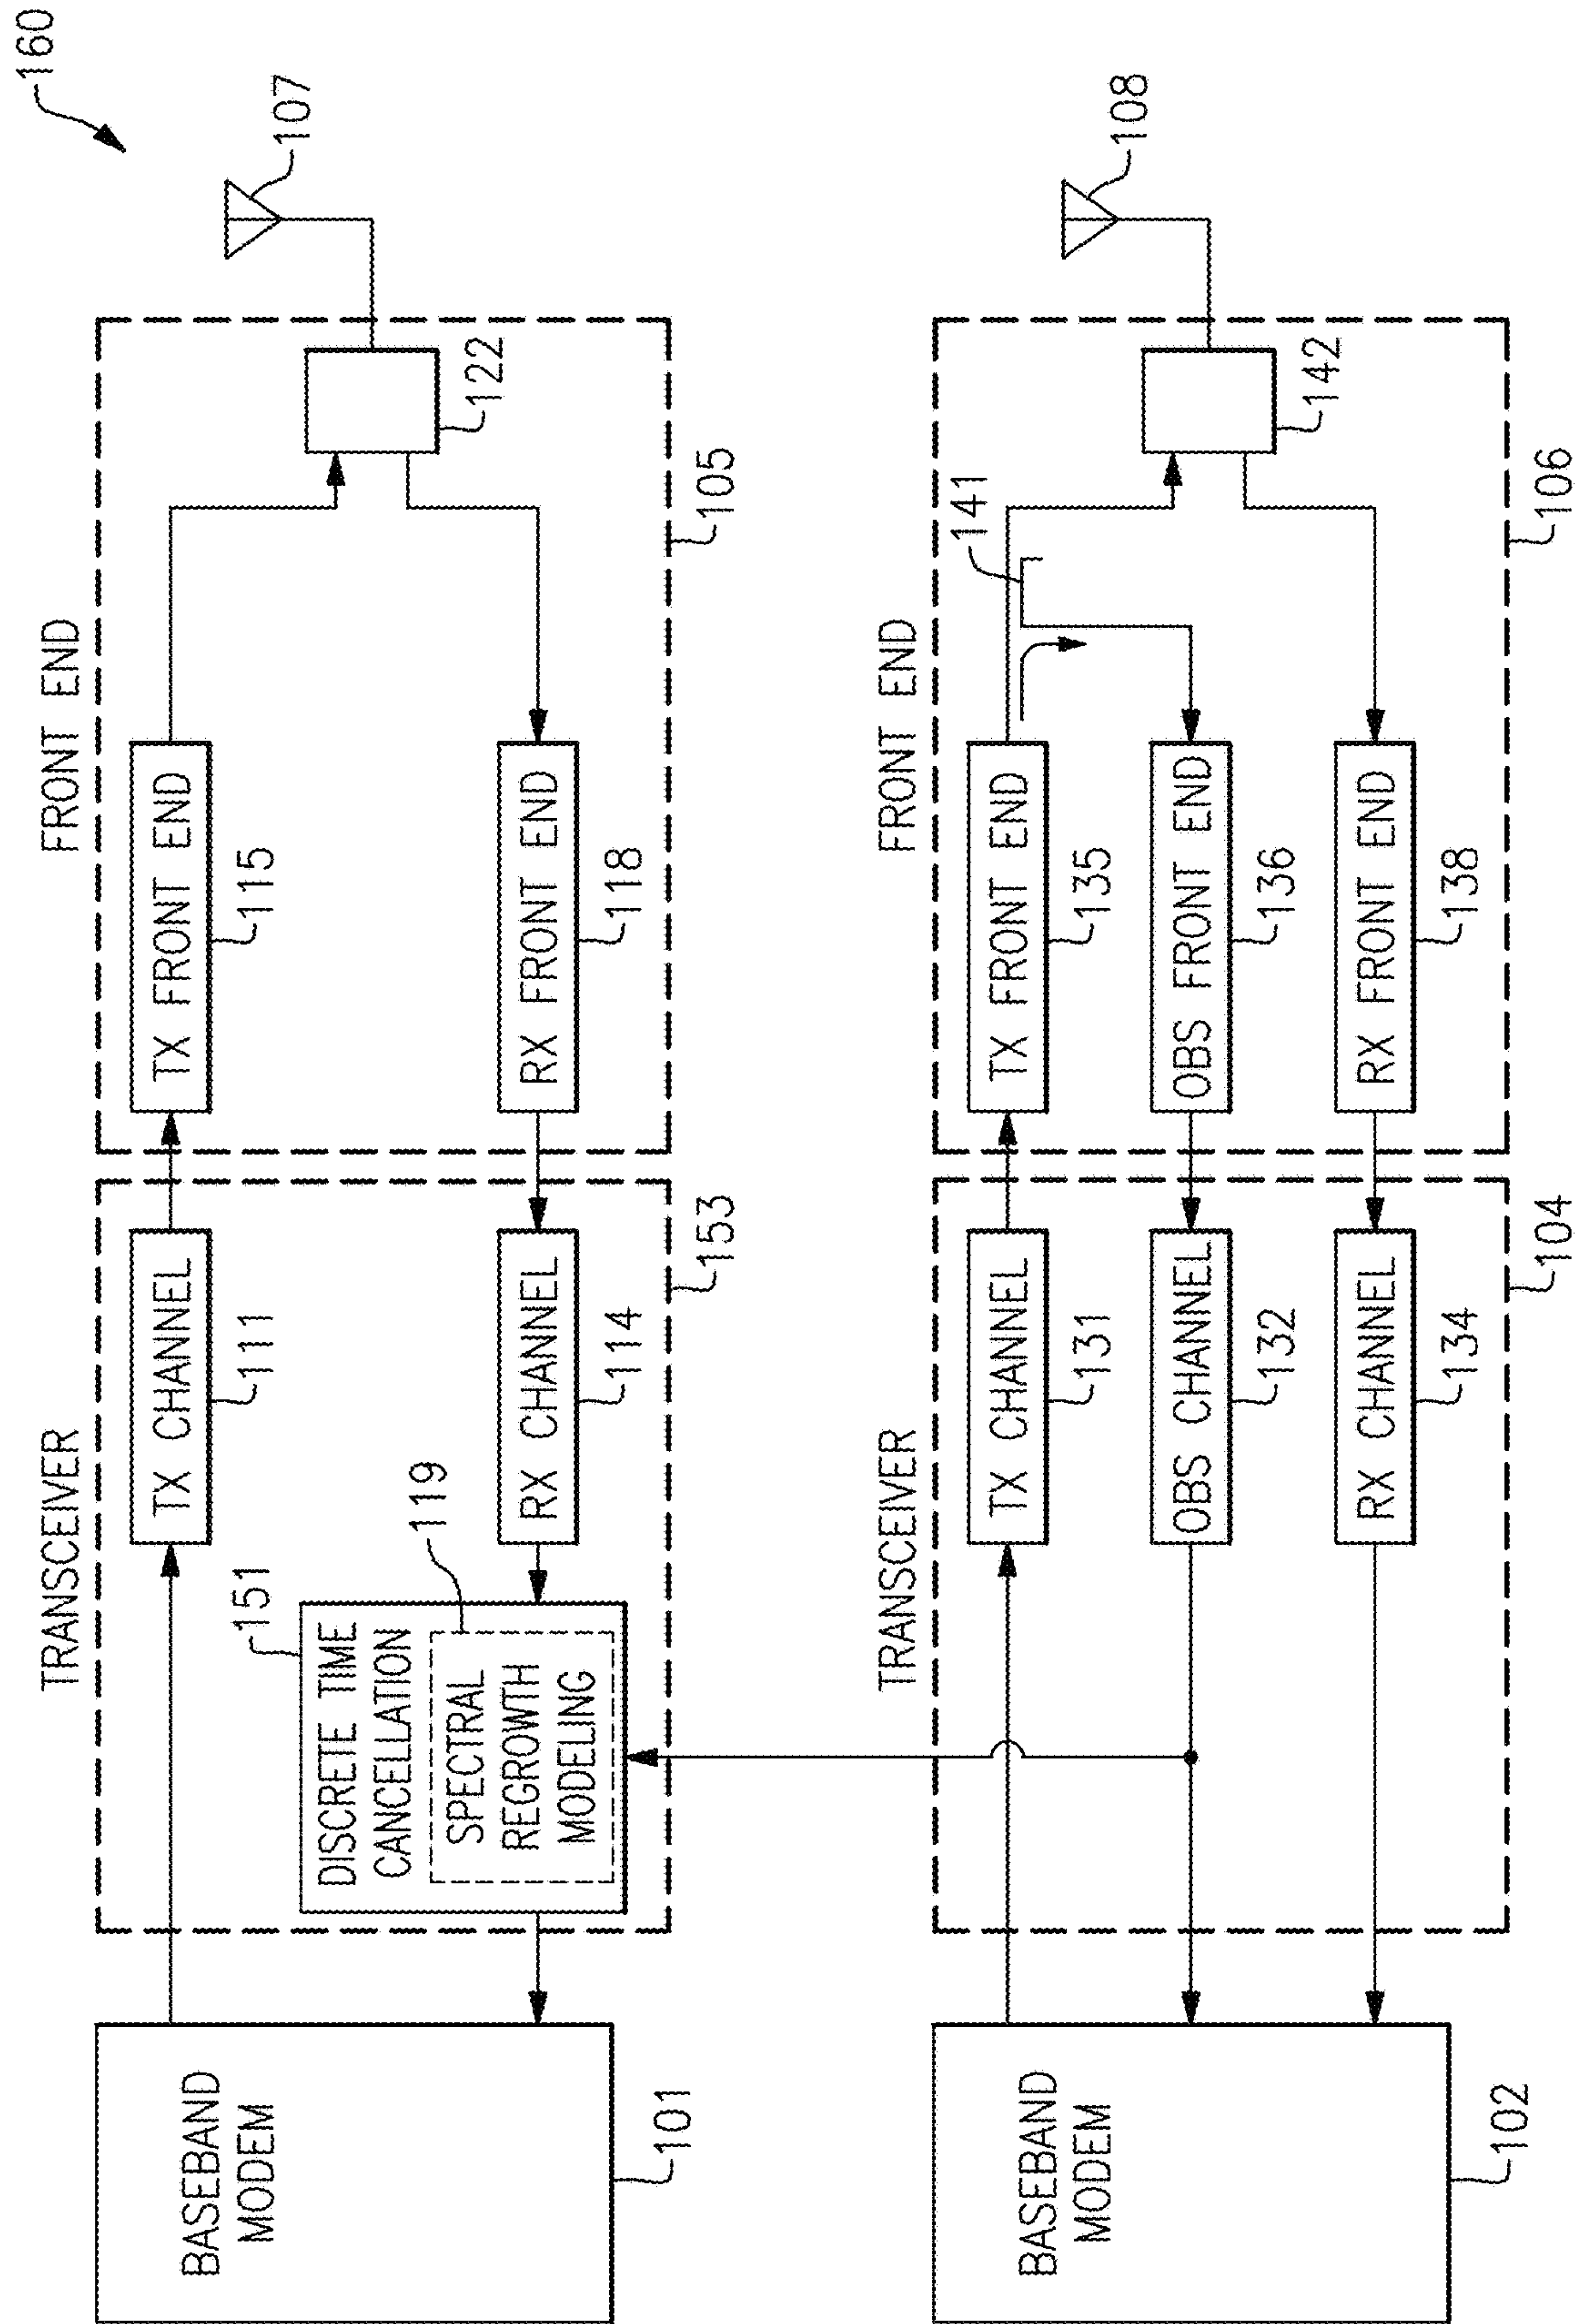 160
TRANSCEIVER
FRONT END
107
TX CHANNEL
111
TX FRONT END
115
122
BASEBAND
MODEM
101
151
DISCRETE TIME
CANCELLATION
119
SPECTRAL
REGROWTH
MODELING
RX CHANNEL
114
RX FRONT END
118
153
105
TRANSCEIVER
FRONT END
108
TX CHANNEL
131
TX FRONT END
135
141
142
BASEBAND
MODEM
102
OBS CHANNEL
132
OBS FRONT END
136
RX CHANNEL
134
RX FRONT END
138
104
106